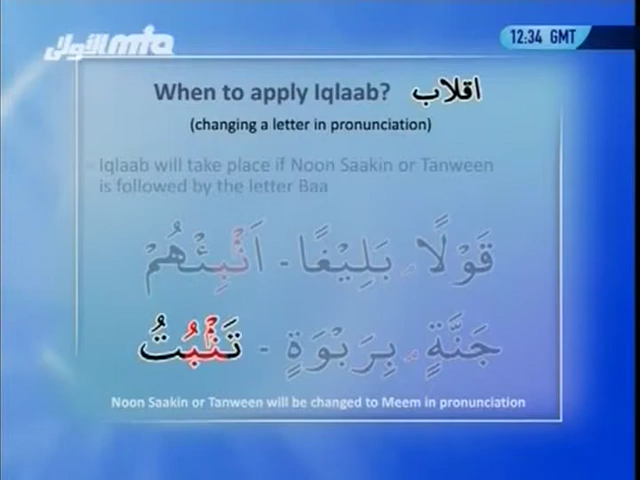 الأولى mta
12:34 GMT
When to apply Iqlaab? اقلاب
(changing a letter in pronunciation)
Iqlaab will take place if Noon Saakin or Tanween
is followed by the letter Baa
قَوْلًا بَلِيْغًا - اَنْۢبِئْهُمْ
جَنَّةٍۭ بِرَبْوَةٍ - تَنْۢبُتُ
Noon Saakin or Tanween will be changed to Meem in pronunciation